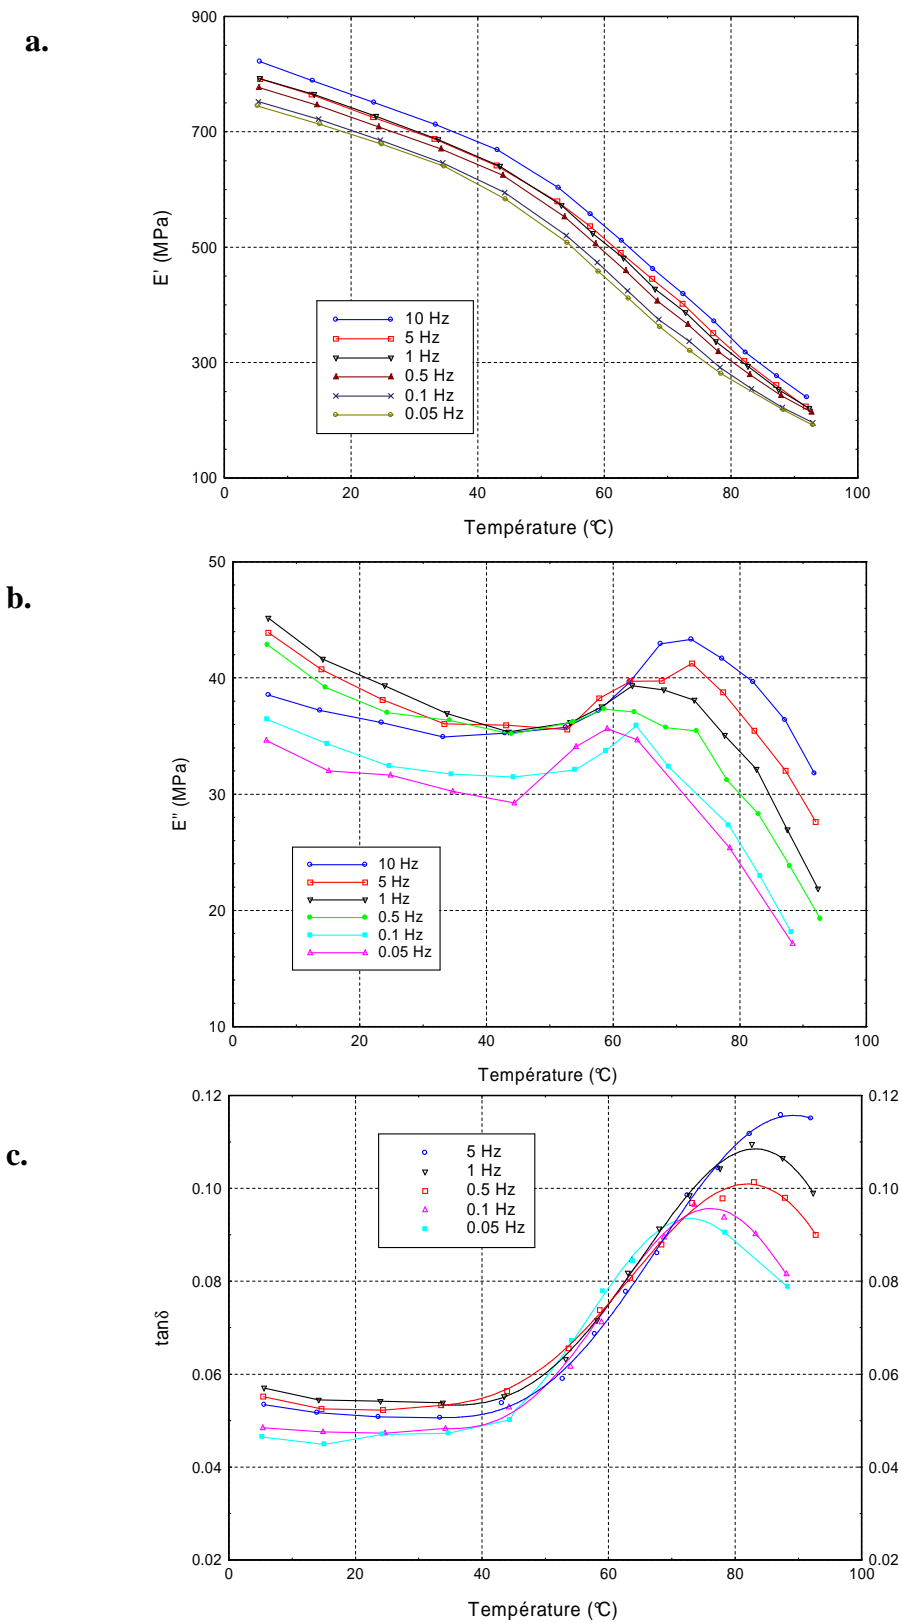 a.
900
700
500
300
100
E' (MPa)
10 Hz
5 Hz
1 Hz
0.5 Hz
0.1 Hz
0.05 Hz
0 20 40 60 80 100
Température (°C)
b.
50
40
30
20
10
E'' (MPa)
10 Hz
5 Hz
1 Hz
0.5 Hz
0.1 Hz
0.05 Hz
0 20 40 60 80 100
Température (°C)
c.
0.12 0.12
0.10 0.10
0.08 0.08
0.06 0.06
0.04 0.04
0.02 0.02
tanδ
5 Hz
1 Hz
0.5 Hz
0.1 Hz
0.05 Hz
0 20 40 60 80 100
Température (°C)